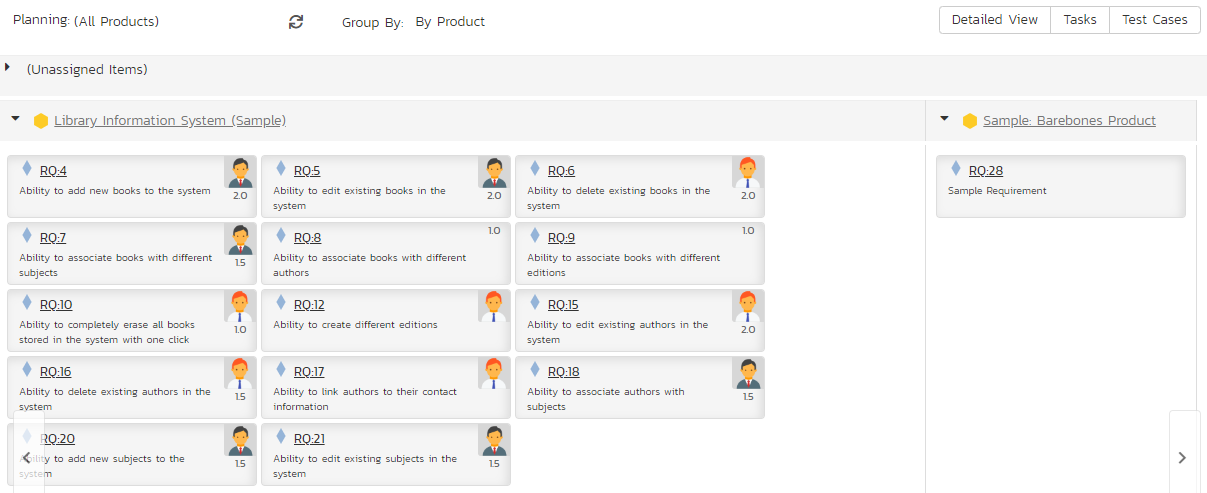 Planning: (All Products)
Group By: By Product
Detailed View
Tasks
Test Cases
(Unassigned Items)
Library Information System (Sample)
Sample: Barebones Product
RQ:4
Ability to add new books to the system
2.0
RQ:5
Ability to edit existing books in the
system
2.0
RQ:6
Ability to delete existing books in the
system
2.0
RQ:28
Sample Requirement
RQ:7
Ability to associate books with different
subjects
1.5
RQ:8
1.0
Ability to associate books with different
authors
RQ:9
1.0
Ability to associate books with different
editions
RQ:10
Ability to completely erase all books
stored in the system with one click
1.0
RQ:12
Ability to create different editions
RQ:15
Ability to edit existing authors in the
system
2.0
RQ:16
Ability to delete existing authors in the
system
1.5
RQ:17
Ability to link authors to their contact
information
RQ:18
Ability to associate authors with
subjects
1.5
RQ:20
Ability to add new subjects to the
system
1.5
RQ:21
Ability to edit existing subjects in the
system
1.5